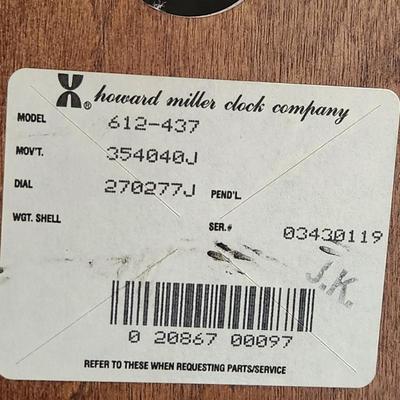 howard miller clock company
®
MODEL 612-437
MOV'T. 354040J
DIAL 270277J PEND'L.
WGT. SHELL SER.# 03430119
J.K.
0 20867 00097
REFER TO THESE WHEN REQUESTING PARTS/SERVICE